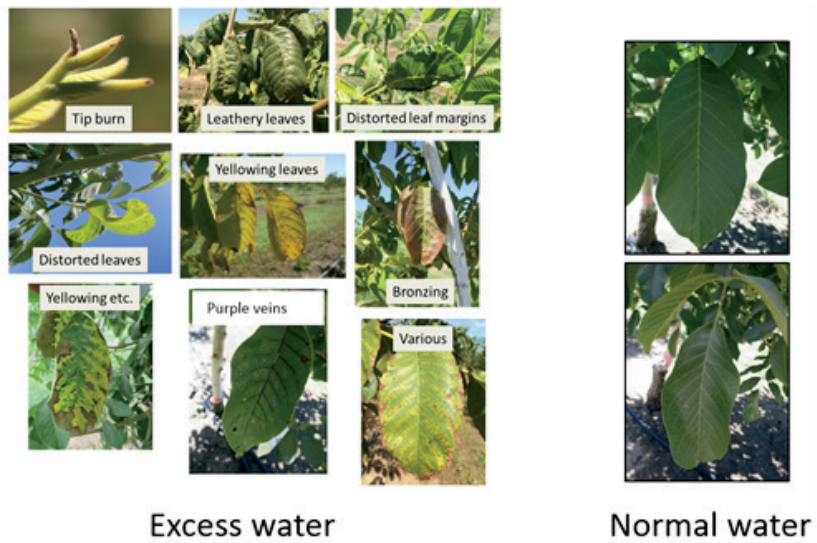 Tip burn
Leathery leaves
Distorted leaf margins
Distorted leaves
Yellowing leaves
Bronzing
Yellowing etc.
Purple veins
Various
Excess water
Normal water